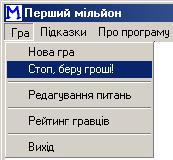 Перший мільйон
Гра Підказки Про програму
Нова гра
Стоп, беру гроші!
Редагування питань
Рейтинг гравців
Вихід